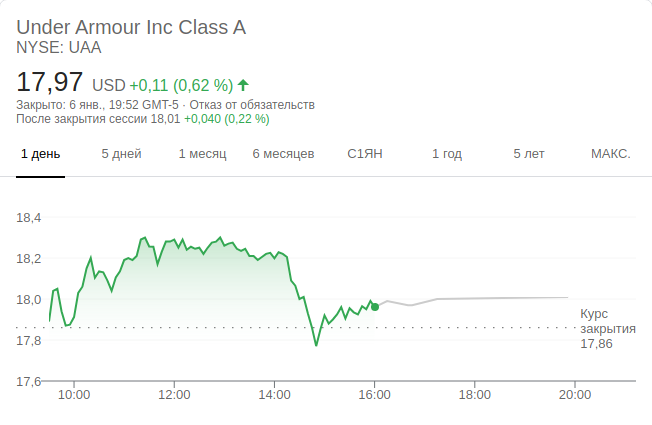 Under Armour Inc Class A
NYSE: UAA
17,97 USD +0,11 (0,62 %)
Закрыто: 6 янв., 19:52 GMT-5 · Отказ от обязательств
После закрытия сессии 18,01 +0,040 (0,22 %)
1 день 5 дней 1 месяц 6 месяцев С1ЯН 1 год 5 лет МАКС.
18,4
18,2
18,0
Курс
закрытия
17,86
17,8
17,6
10:00 12:00 14:00 16:00 18:00 20:00